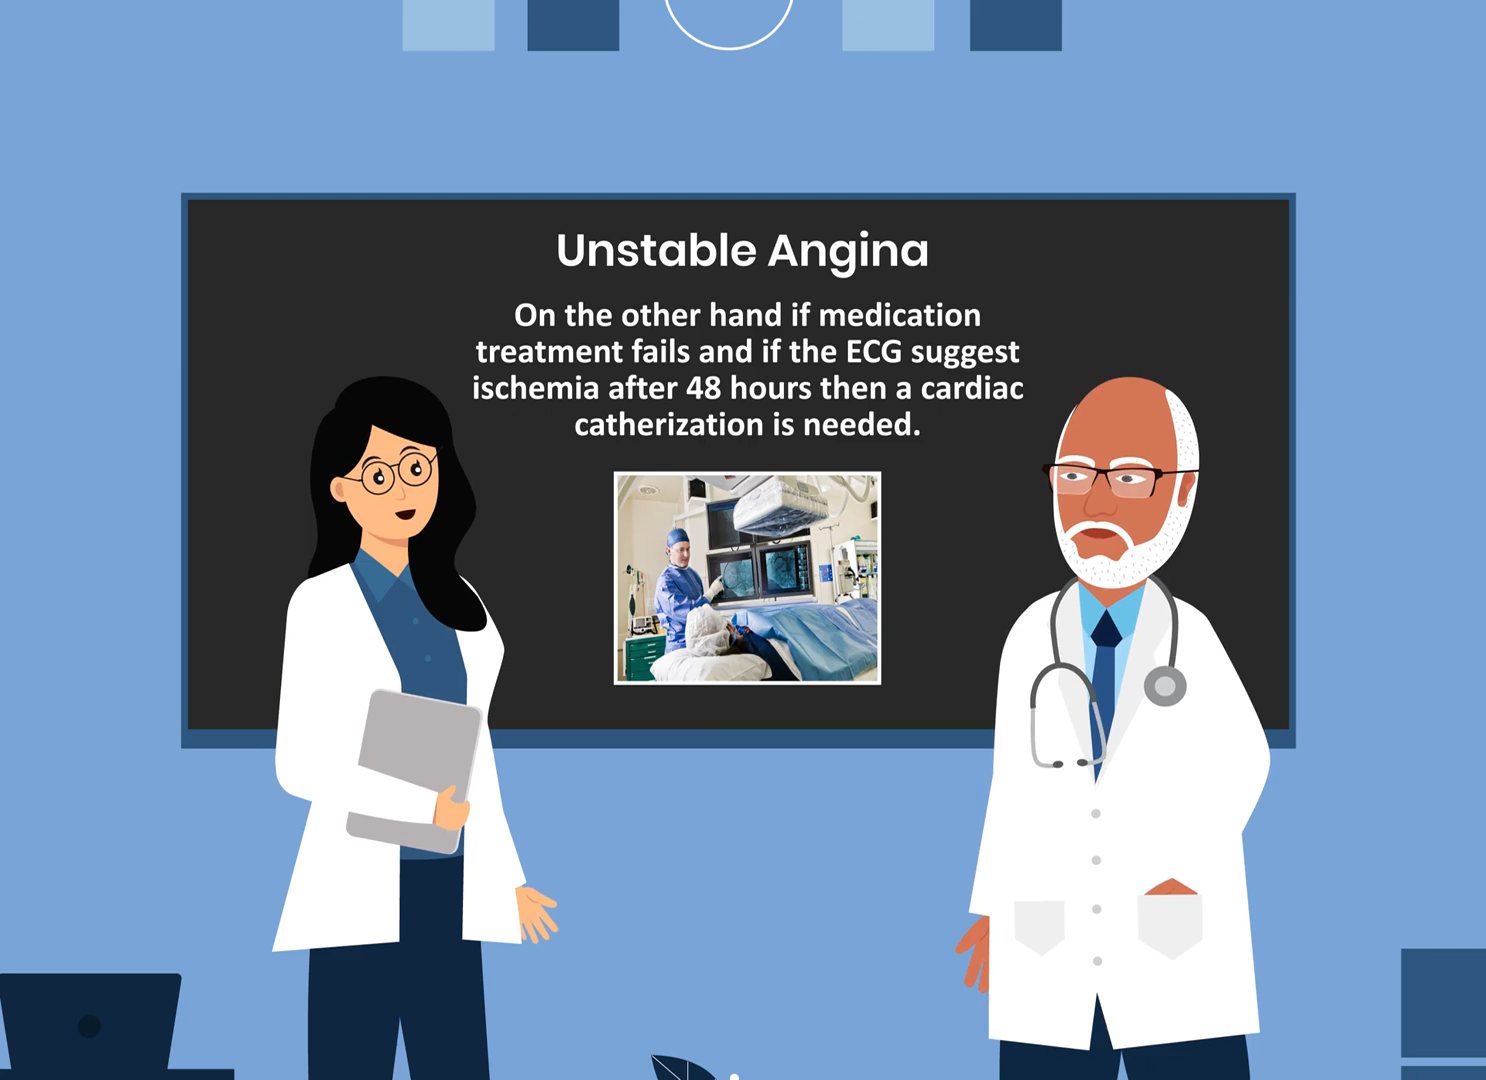 Unstable Angina
On the other hand if medication
treatment fails and if the ECG suggest
ischemia after 48 hours then a cardiac
catherization is needed.